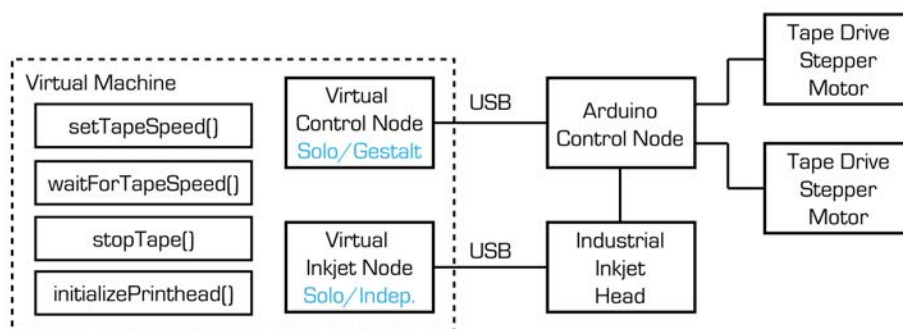 Virtual Machine
setTapeSpeed()
waitForTapeSpeed()
stopTape()
initializePrinthead()
Virtual
Control Node
Solo/Gestalt
Virtual
Inkjet Node
Solo/Indep.
USB
USB
Arduino
Control Node
Industrial
Inkjet
Head
Tape Drive
Stepper
Motor
Tape Drive
Stepper
Motor